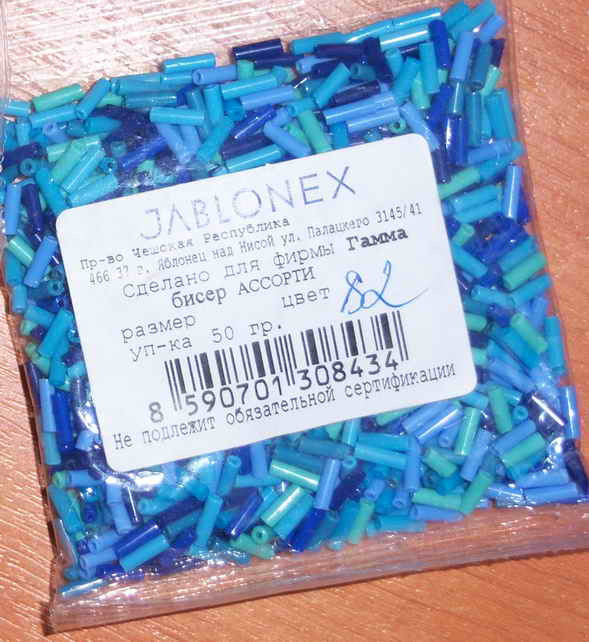 JABLONEX
Пр-во Чешская Республика
466 37 г. Яблонец над Нисой ул. Палацкего 3145/41
Сделано для фирмы Гамма
бисер АССОРТИ
размер цвет 82
уп-ка 50 гр.
8 590701 308434
Не подлежит обязательной сертификации